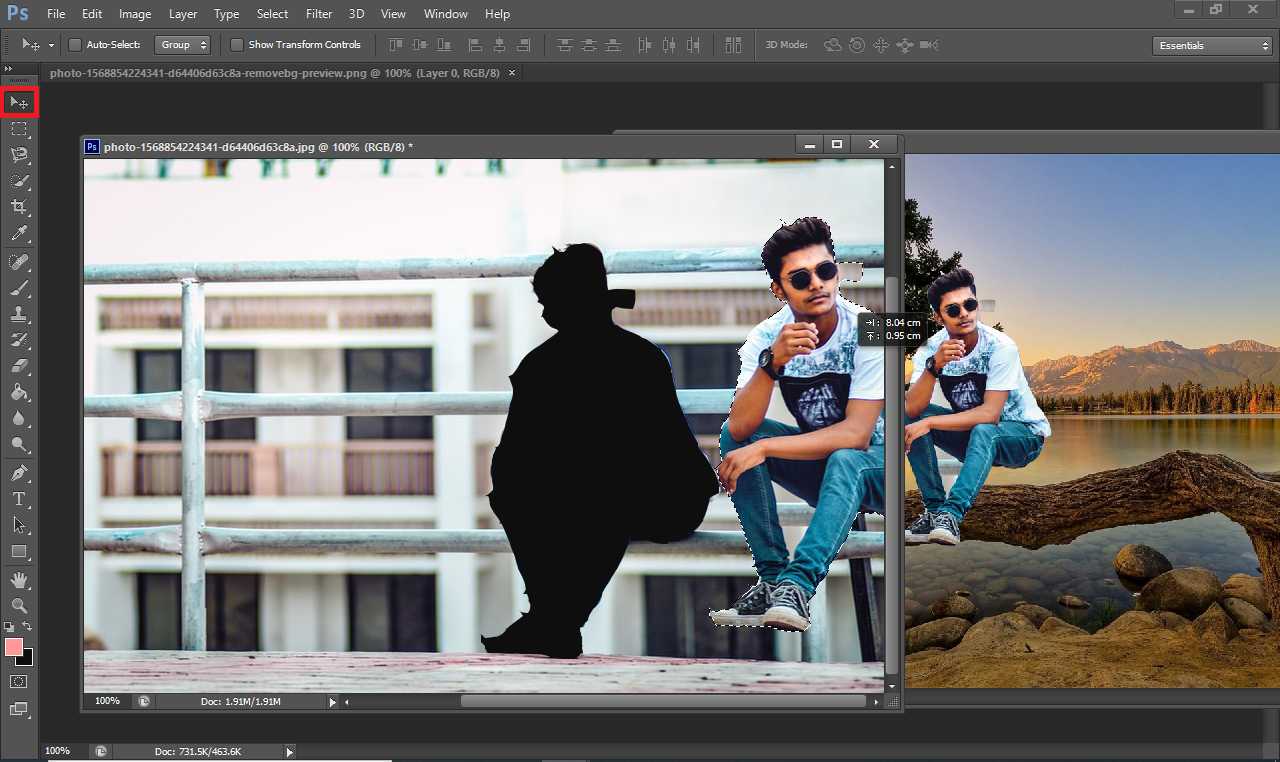 Ps File Edit Image Layer Type Select Filter 3D View Window Help
Auto-Select: Group Show Transform Controls 3D Mode: Essentials
photo-1568854224341-d64406d63c8a-removebg-preview.png @ 100% (Layer 0, RGB/8) ×
Ps photo-1568854224341-d64406d63c8a.jpg @ 100% (RGB/8) *
8.04 cm
0.95 cm
T
100% Doc: 1.91M/1.91M
100% Doc: 731.5K/463.6K